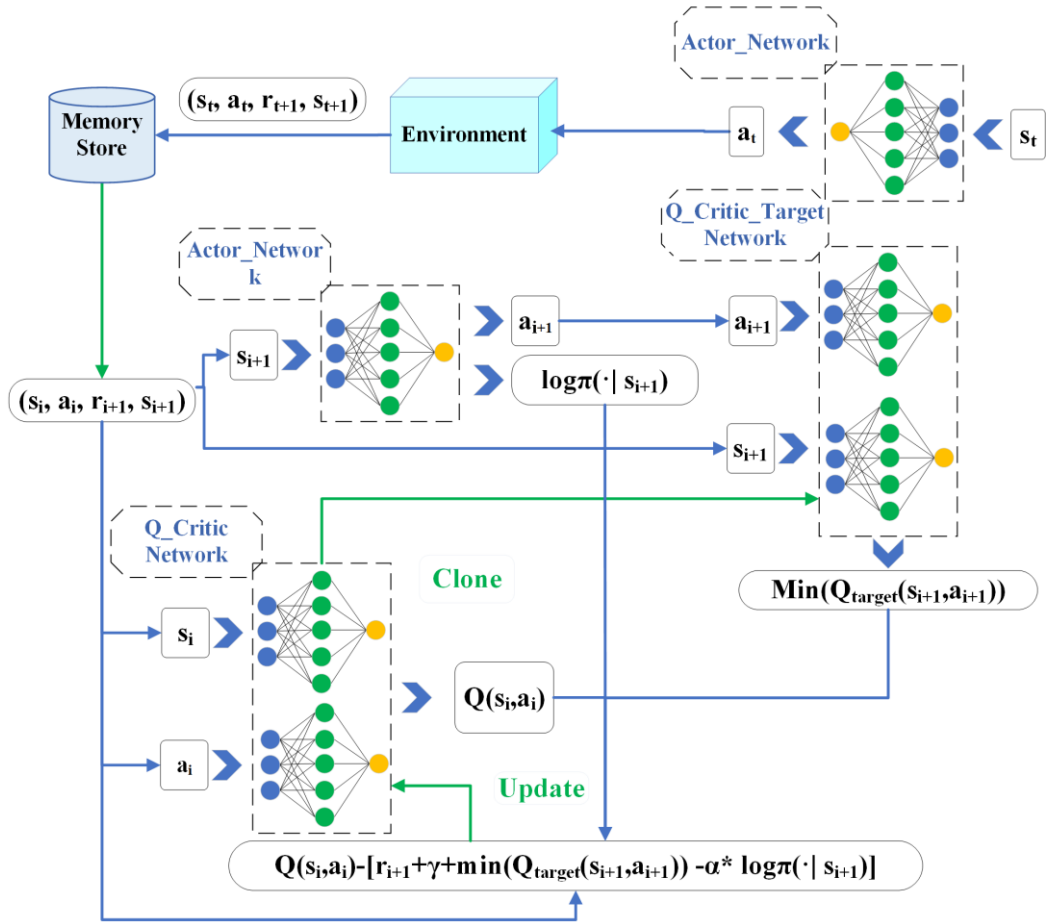 Actor_Network
(sₜ, aₜ, rₜ₊₁, sₜ₊₁)
Memory
Store
Environment
aₜ
sₜ
Q_Critic_Target
Network
Actor_Networ
k
sᵢ₊₁
aᵢ₊₁
aᵢ₊₁
logπ(·| sᵢ₊₁)
(sᵢ, aᵢ, rᵢ₊₁, sᵢ₊₁)
sᵢ₊₁
Q_Critic
Network
Clone
Min(Q_target(sᵢ₊₁,aᵢ₊₁))
sᵢ
Q(sᵢ,aᵢ)
aᵢ
Update
Q(sᵢ,aᵢ)-[rᵢ₊₁+γ+min(Q_target(sᵢ₊₁,aᵢ₊₁)) -α* logπ(·| sᵢ₊₁)]